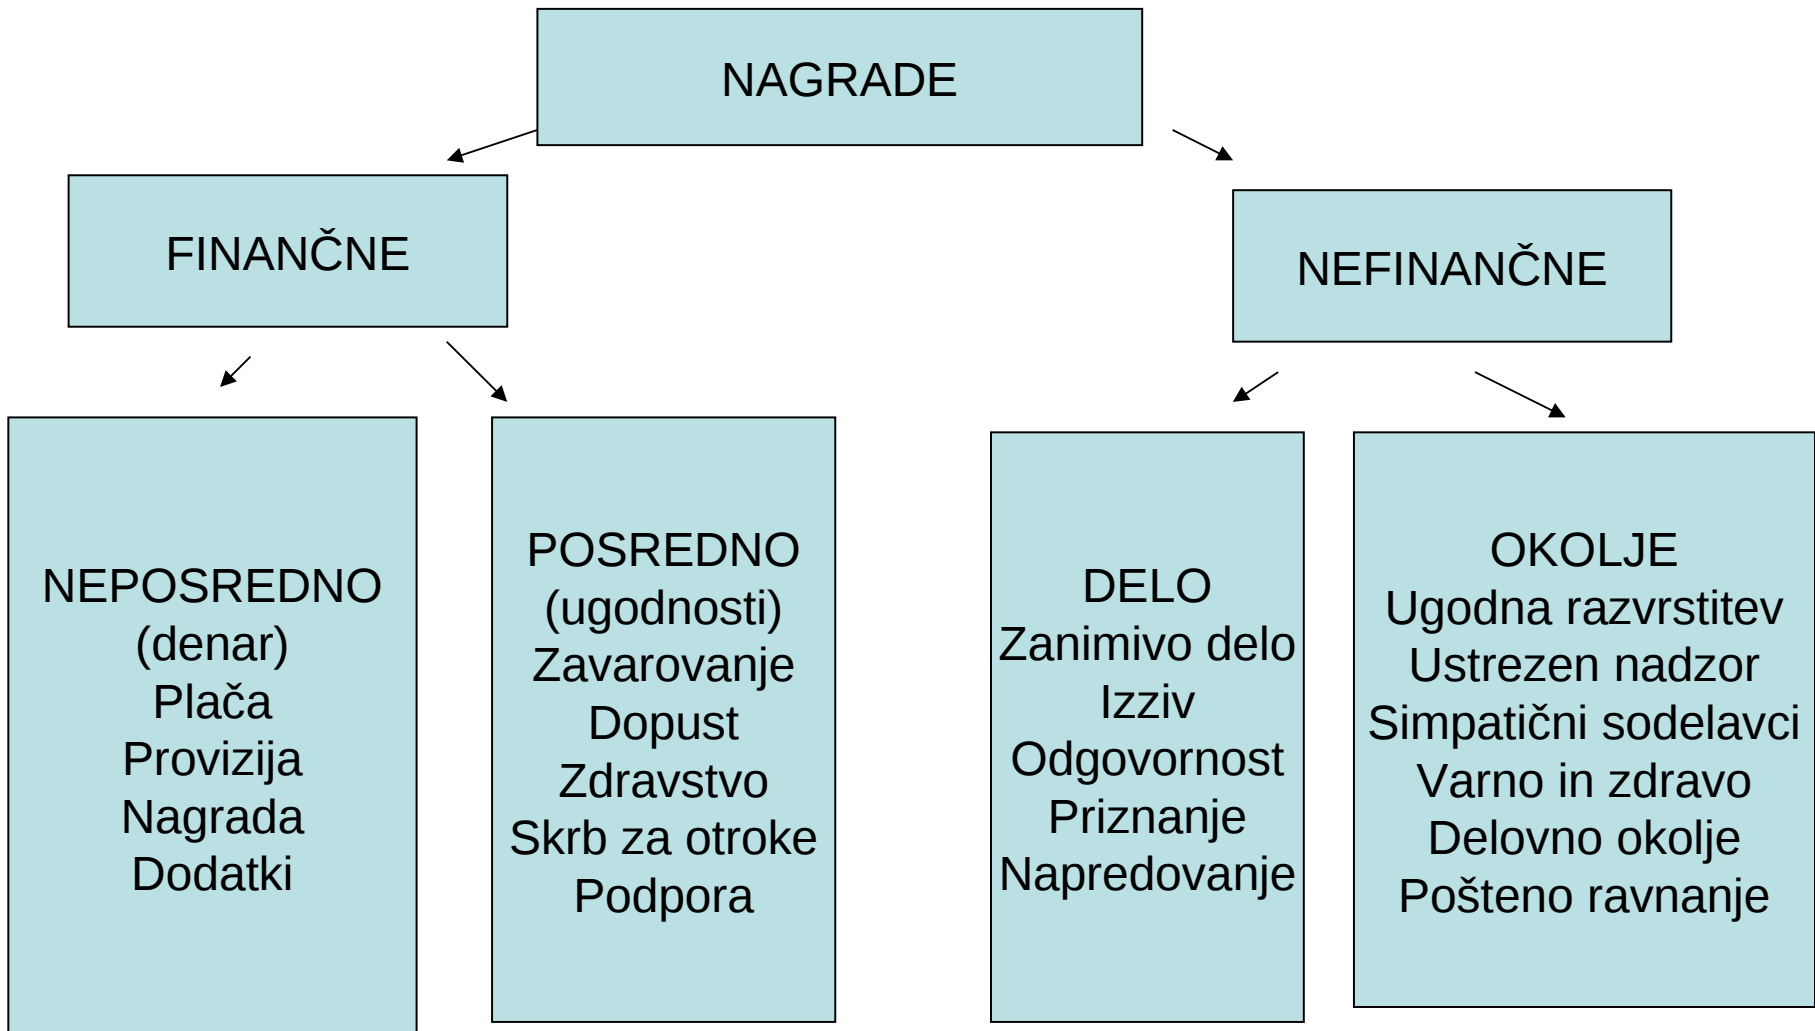 NAGRADE
FINANČNE
NEFINANČNE
NEPOSREDNO
(denar)
Plača
Provizija
Nagrada
Dodatki
POSREDNO
(ugodnosti)
Zavarovanje
Dopust
Zdravstvo
Skrb za otroke
Podpora
DELO
Zanimivo delo
Izziv
Odgovornost
Priznanje
Napredovanje
OKOLJE
Ugodna razvrstitev
Ustrezen nadzor
Simpatični sodelavci
Varno in zdravo
Delovno okolje
Pošteno ravnanje